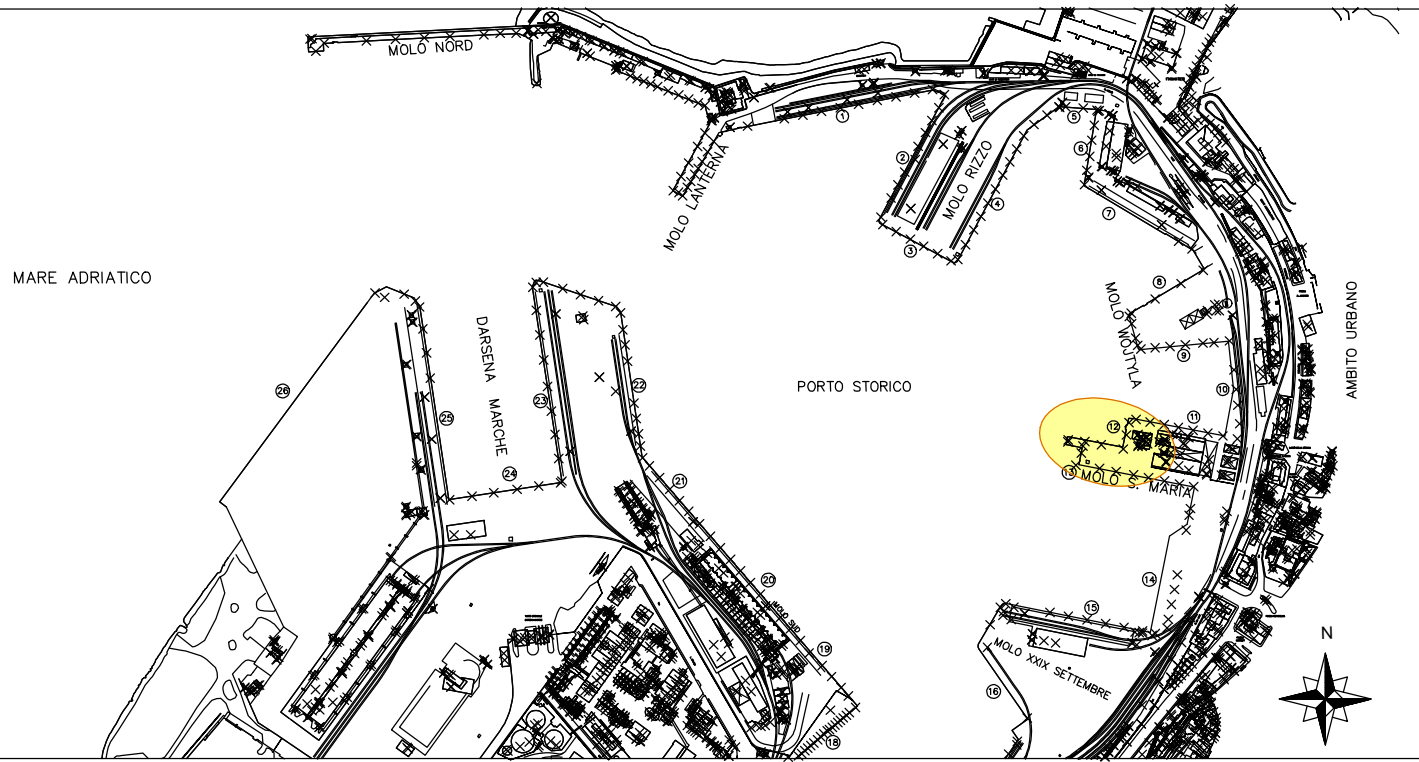 MOLO NORD
1
5
2
6
MOLO LANTERNA
MOLO RIZZO
4
7
3
MARE ADRIATICO
8
MOLO WOJTYLA
AMBITO URBANO
DARSENA MARCHE
9
26
22
PORTO STORICO
10
23
25
11
12
24
13
MOLO S. MARIA
21
14
20
MOLO SUD
15
N
19
MOLO XXIX SETTEMBRE
16
18